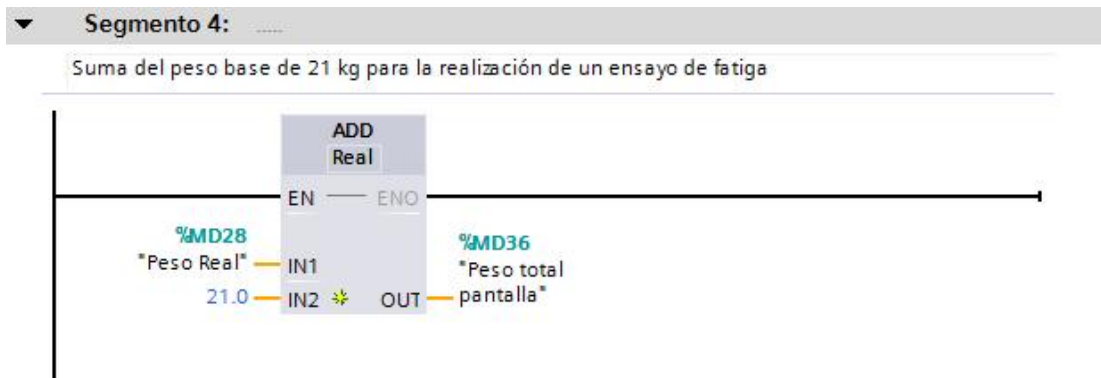 Segmento 4: .....
Suma del peso base de 21 kg para la realización de un ensayo de fatiga
ADD
Real
EN ENO
%MD28
"Peso Real" IN1
21.0 IN2 OUT
%MD36
"Peso total
pantalla"